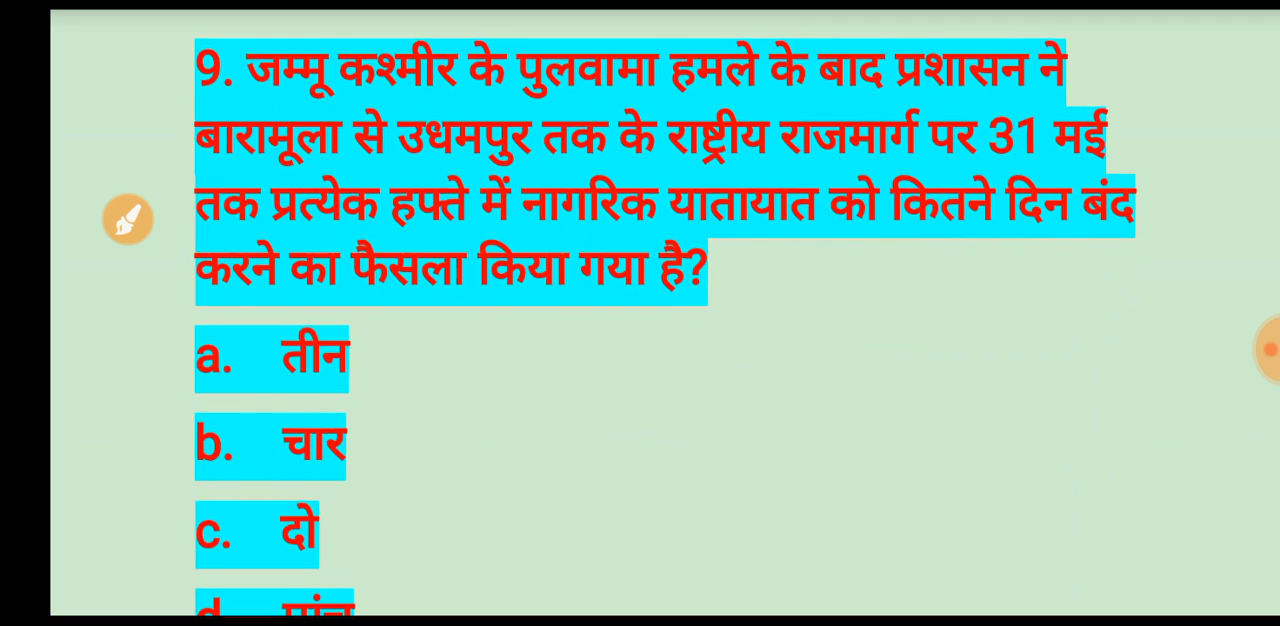 9. जम्मू कश्मीर के पुलवामा हमले के बाद प्रशासन ने
बारामूला से उधमपुर तक के राष्ट्रीय राजमार्ग पर 31 मई
तक प्रत्येक हफ्ते में नागरिक यातायात को कितने दिन बंद
करने का फैसला किया गया है?
a. तीन
b. चार
c. दो